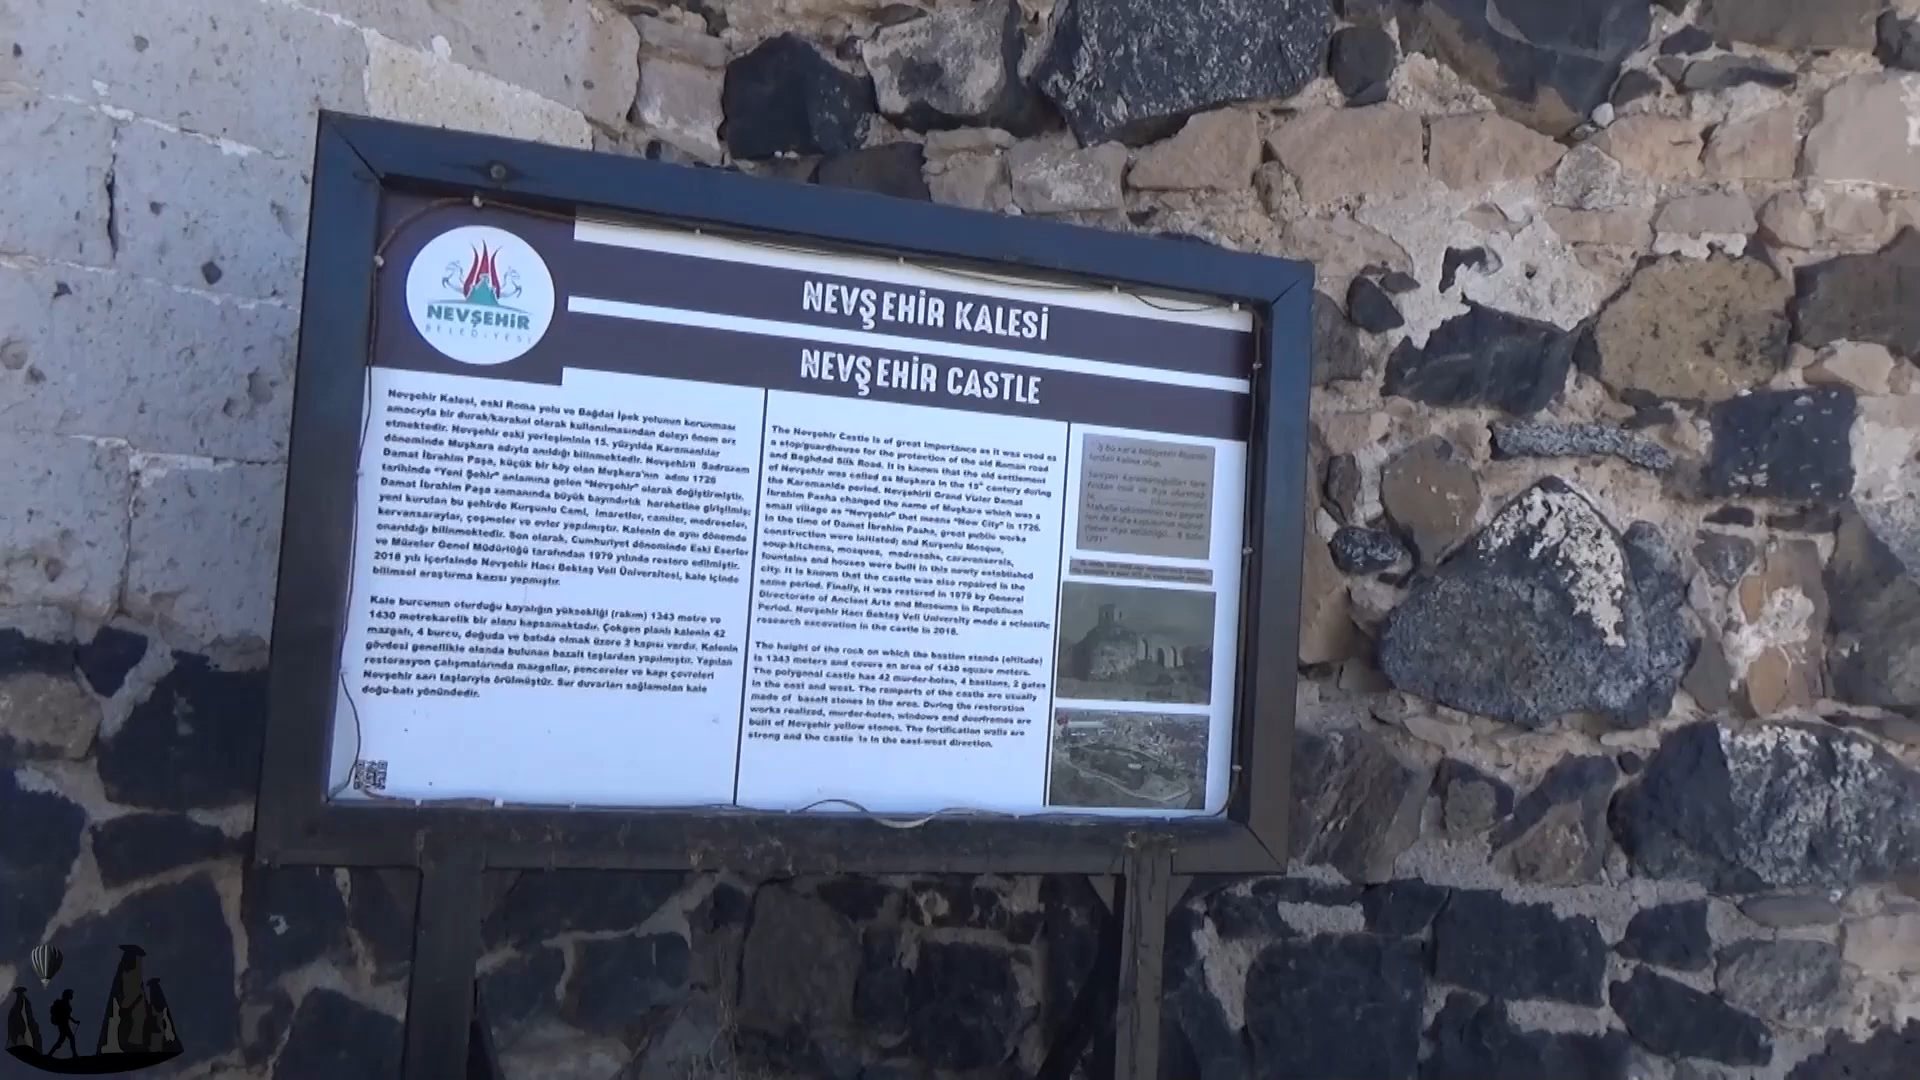 NEVŞEHİR
BELEDİYESİ
NEVŞEHİR KALESİ
NEVŞEHİR CASTLE
Nevşehir Kalesi, eski Roma yolu ve Bağdat İpek yolunun korunması
amacıyla bir durak/karakol olarak kullanılmasından dolayı önem arz
etmektedir. Nevşehir eski yerleşiminin 15. yüzyılda Karamanlılar
döneminde Muşkara adıyla anıldığı bilinmektedir. Nevşehirli Sadrazam
Damat İbrahim Paşa, küçük bir köy olan Muşkara'nın adını 1726
tarihinde "Yeni Şehir" anlamına gelen "Nevşehir" olarak değiştirmiştir.
Damat İbrahim Paşa zamanında büyük bayındırlık hareketine girişilmiş;
yeni kurulan bu şehirde Kurşunlu Cami, imaretler, camiler, medreseler,
kervansaraylar, çeşmeler ve evler yapılmıştır. Kalenin de aynı dönemde
onarıldığı bilinmektedir. Son olarak, Cumhuriyet döneminde Eski Eserler
ve Müzeler Genel Müdürlüğü tarafından 1979 yılında restore edilmiştir.
2018 yılı içerisinde Nevşehir Hacı Bektaş Veli Üniversitesi, kale içinde
bilimsel araştırma kazısı yapmıştır.
Kale burcunun oturduğu kayalığın yüksekliği (rakım) 1343 metre ve
1430 metrekarelik bir alanı kapsamaktadır. Çokgen planlı kalenin 42
mazgalı, 4 burcu, doğuda ve batıda olmak üzere 2 kapısı vardır. Kalenin
gövdesi genellikle alanda bulunan bazalt taşlardan yapılmıştır. Yapılan
restorasyon çalışmalarında mazgallar, pencereler ve kapı çevreleri
Nevşehir sarı taşlarıyla örülmüştür. Sur duvarları sağlamolan kale
doğu-batı yönündedir.
The Nevşehir Castle is of great importance as it was used as
a stop/guardhouse for the protection of the old Roman road
and Baghdad Silk Road. It is known that the old settlement
of Nevşehir was called as Muşkara in the 15th century during
the Karamanids period. Nevşehirli Grand Vizier Damat
İbrahim Pasha changed the name of Muşkara which was a
small village as "Nevşehir" that means "New City" in 1726.
In the time of Damat İbrahim Pasha, great public works
construction were initiated; and Kurşunlu Mosque,
soup-kitchens, mosques, madrasahs, caravanserais,
fountains and houses were built in this newly established
city. It is known that the castle was also repaired in the
same period. Finally, it was restored in 1979 by General
Directorate of Ancient Arts and Museums in Republican
Period. Nevşehir Hacı Bektaş Veli University made a scientific
research excavation in the castle in 2018.
The height of the rock on which the bastion stands (altitude)
is 1343 meters and covers an area of 1430 square meters.
The polygonal castle has 42 murder-holes, 4 bastions, 2 gates
in the east and west. The ramparts of the castle are usually
made of basalt stones in the area. During the restoration
works realized, murder-holes, windows and doorframes are
built of Nevşehir yellow stones. The fortification walls are
strong and the castle is in the east-west direction.